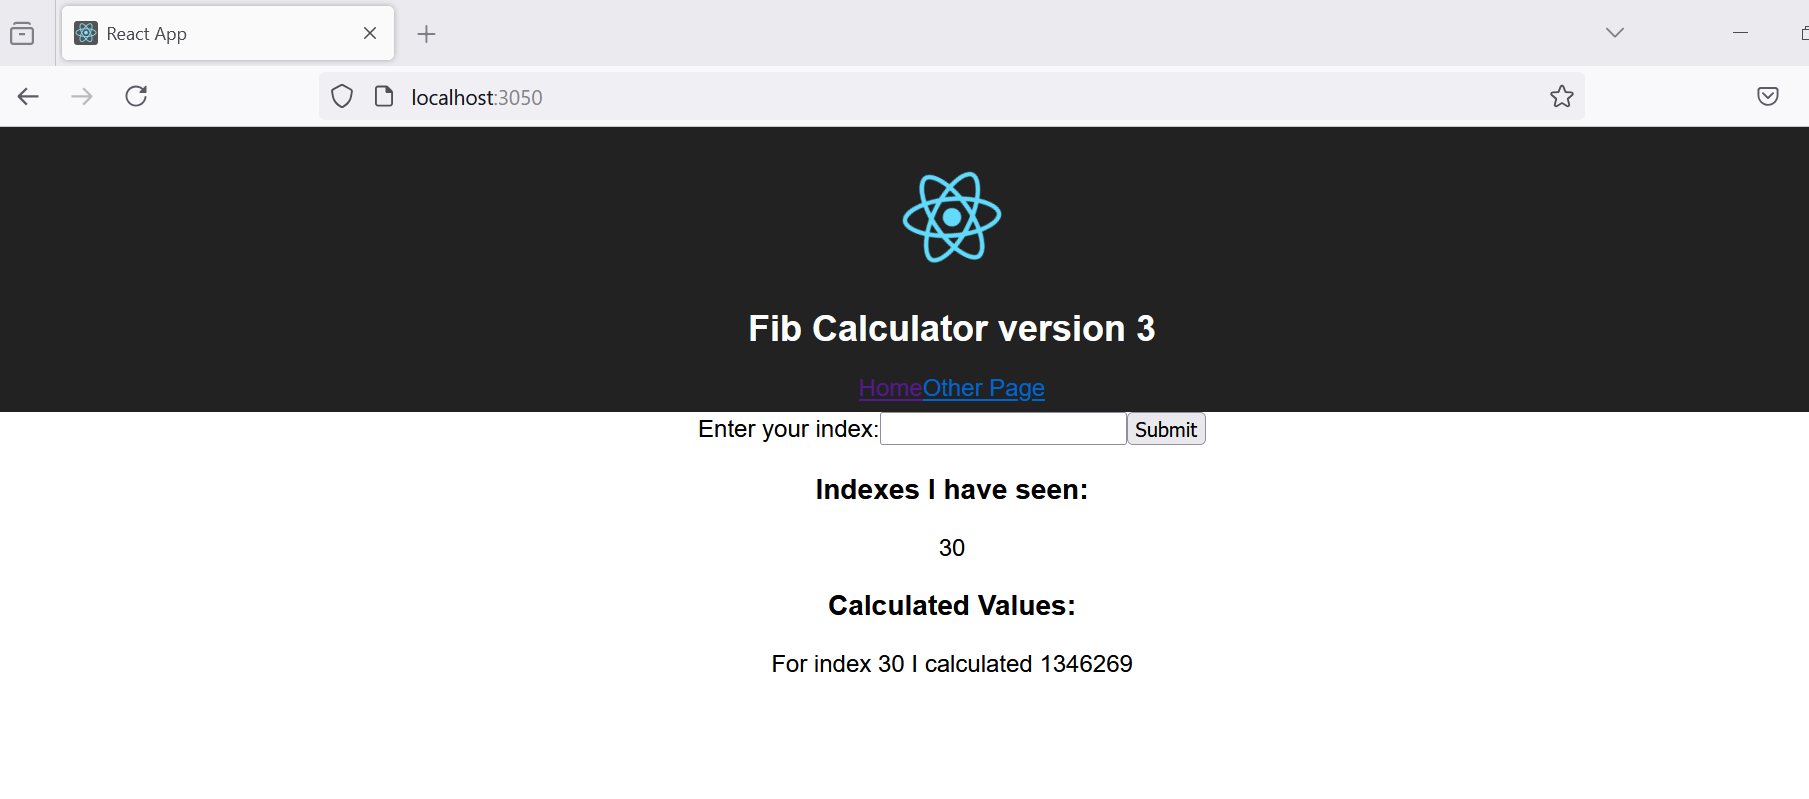 React App
localhost:3050
Fib Calculator version 3
HomeOther Page
Enter your index: Submit
Indexes I have seen:
30
Calculated Values:
For index 30 I calculated 1346269